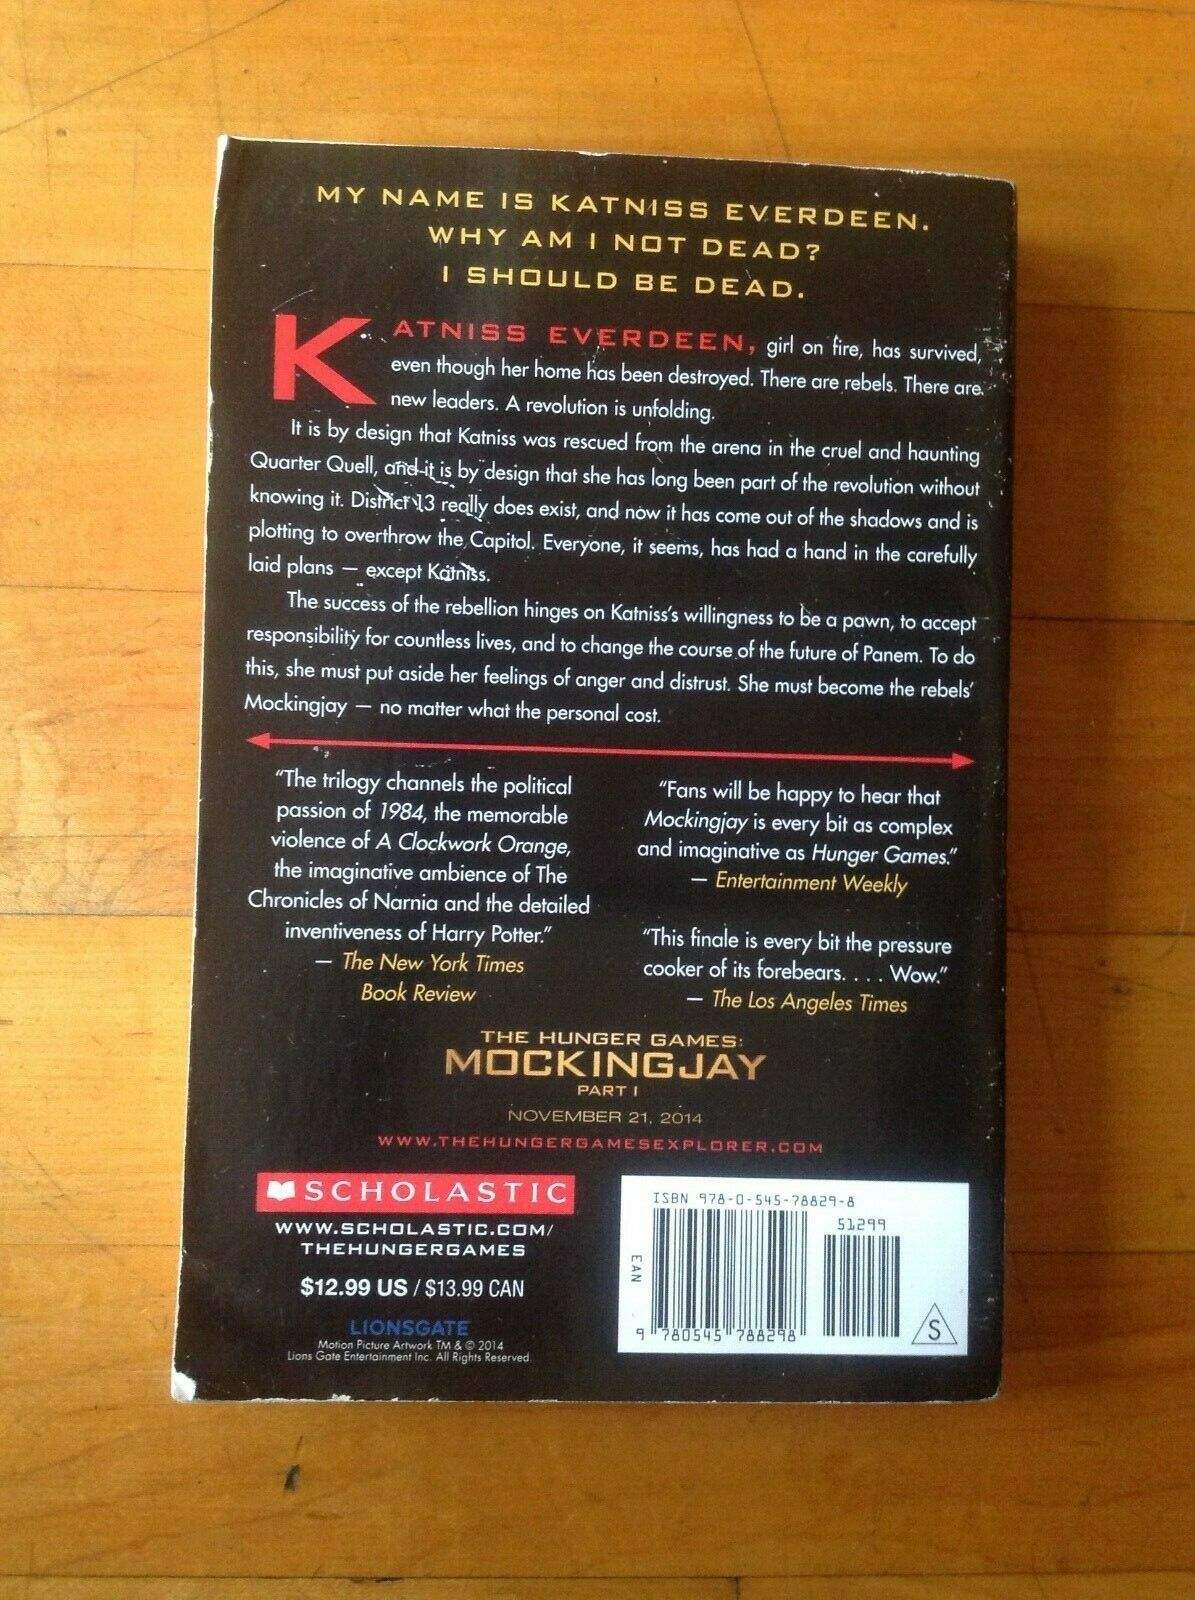 MY NAME IS KATNISS EVERDEEN.
WHY AM I NOT DEAD?
I SHOULD BE DEAD.
KATNISS EVERDEEN, girl on fire, has survived,
even though her home has been destroyed. There are rebels. There are
new leaders. A revolution is unfolding.
It is by design that Katniss was rescued from the arena in the cruel and haunting
Quarter Quell, and it is by design that she has long been part of the revolution without
knowing it. District 13 really does exist, and now it has come out of the shadows and is
plotting to overthrow the Capitol. Everyone, it seems, has had a hand in the carefully
laid plans — except Katniss.
The success of the rebellion hinges on Katniss's willingness to be a pawn, to accept
responsibility for countless lives, and to change the course of the future of Panem. To do
this, she must put aside her feelings of anger and distrust. She must become the rebels'
Mockingjay — no matter what the personal cost.
"The trilogy channels the political
passion of 1984, the memorable
violence of A Clockwork Orange,
the imaginative ambience of The
Chronicles of Narnia and the detailed
inventiveness of Harry Potter."
— The New York Times
Book Review
"Fans will be happy to hear that
Mockingjay is every bit as complex
and imaginative as Hunger Games."
— Entertainment Weekly
"This finale is every bit the pressure
cooker of its forebears. . . . Wow."
— The Los Angeles Times
THE HUNGER GAMES:
MOCKINGJAY
PART 1
NOVEMBER 21, 2014
WWW.THEHUNGERGAMESEXPLORER.COM
SCHOLASTIC
WWW.SCHOLASTIC.COM/
THEHUNGERGAMES
$12.99 US / $13.99 CAN
LIONSGATE
Motion Picture Artwork TM & © 2014
Lions Gate Entertainment Inc. All Rights Reserved.
ISBN 978-0-545-78829-8
51299
EAN
9 780545 788298
S